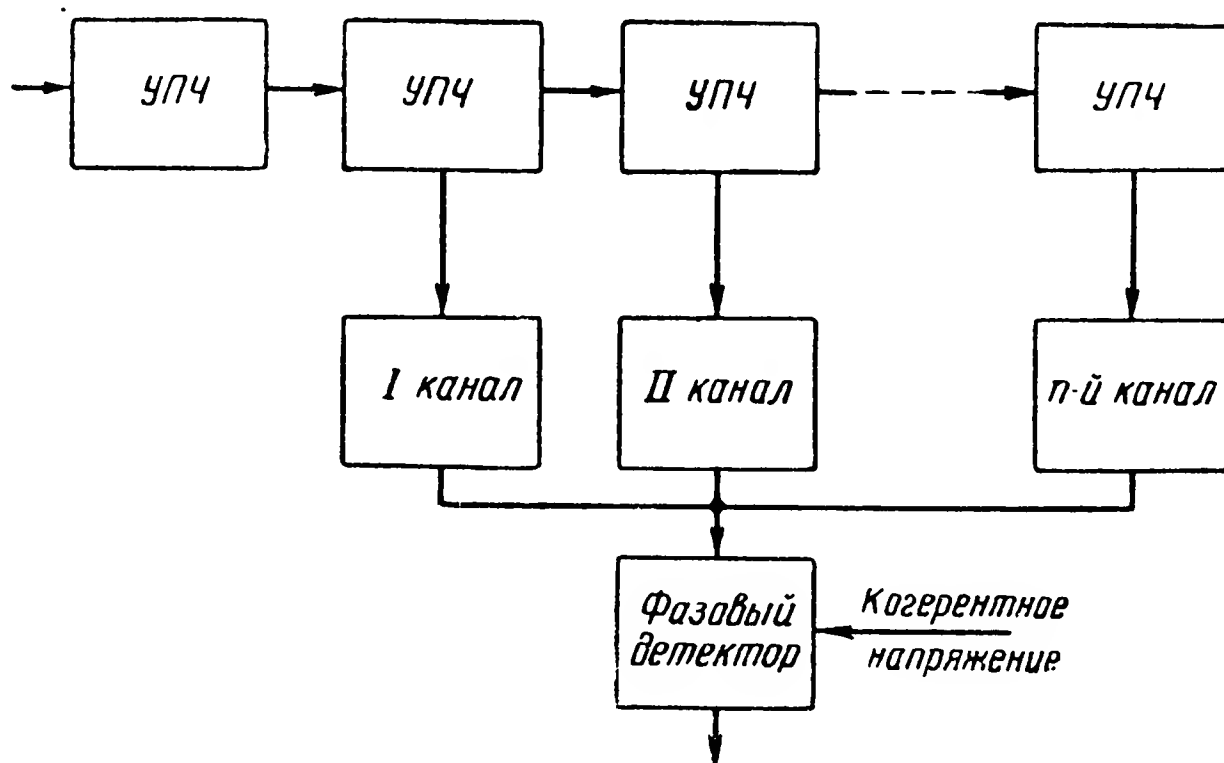 УПЧ
УПЧ
УПЧ
УПЧ
I канал
II канал
n-й канал
Фазовый
детектор
Когерентное
напряжение